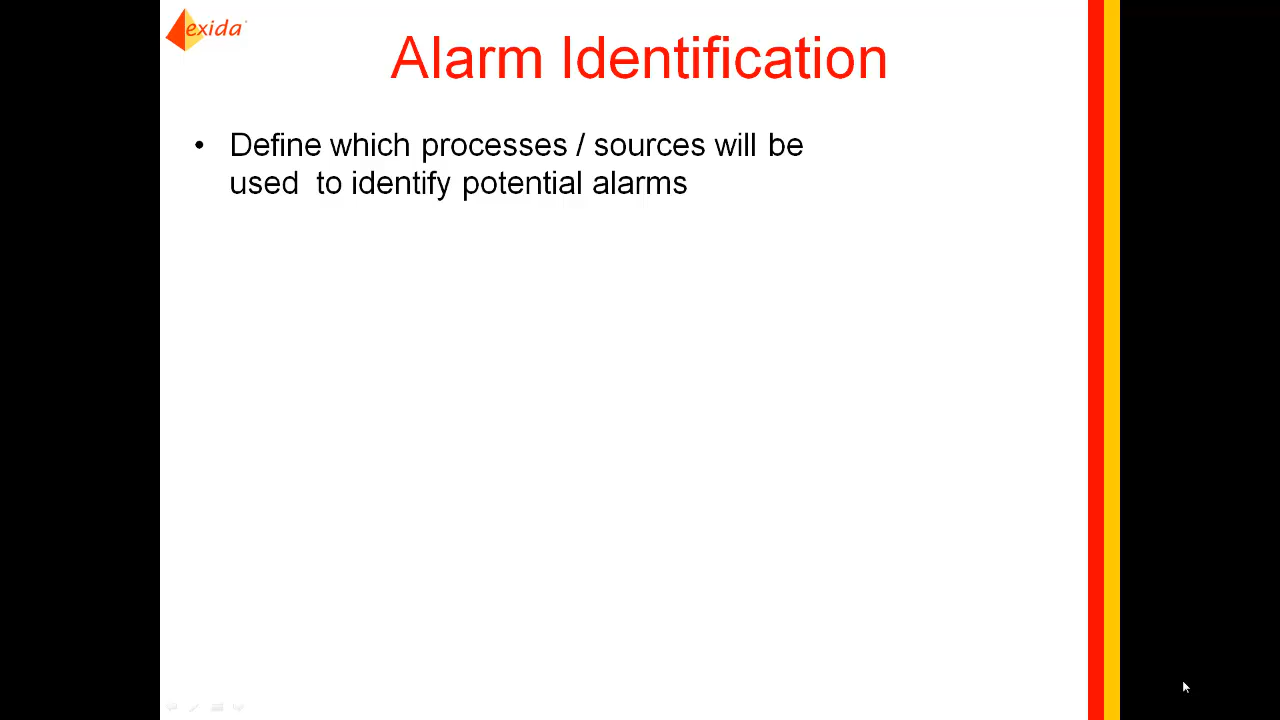 exida
Alarm Identification
• Define which processes / sources will be
used to identify potential alarms